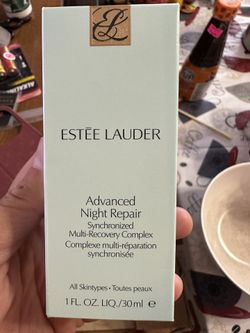 ESTĒE LAUDER
Advanced
Night Repair
Synchronized
Multi-Recovery Complex
Complexe multi-réparation
synchronisée
All Skintypes • Toutes peaux
1 FL. OZ. LIQ./30 ml e
ALKALINE